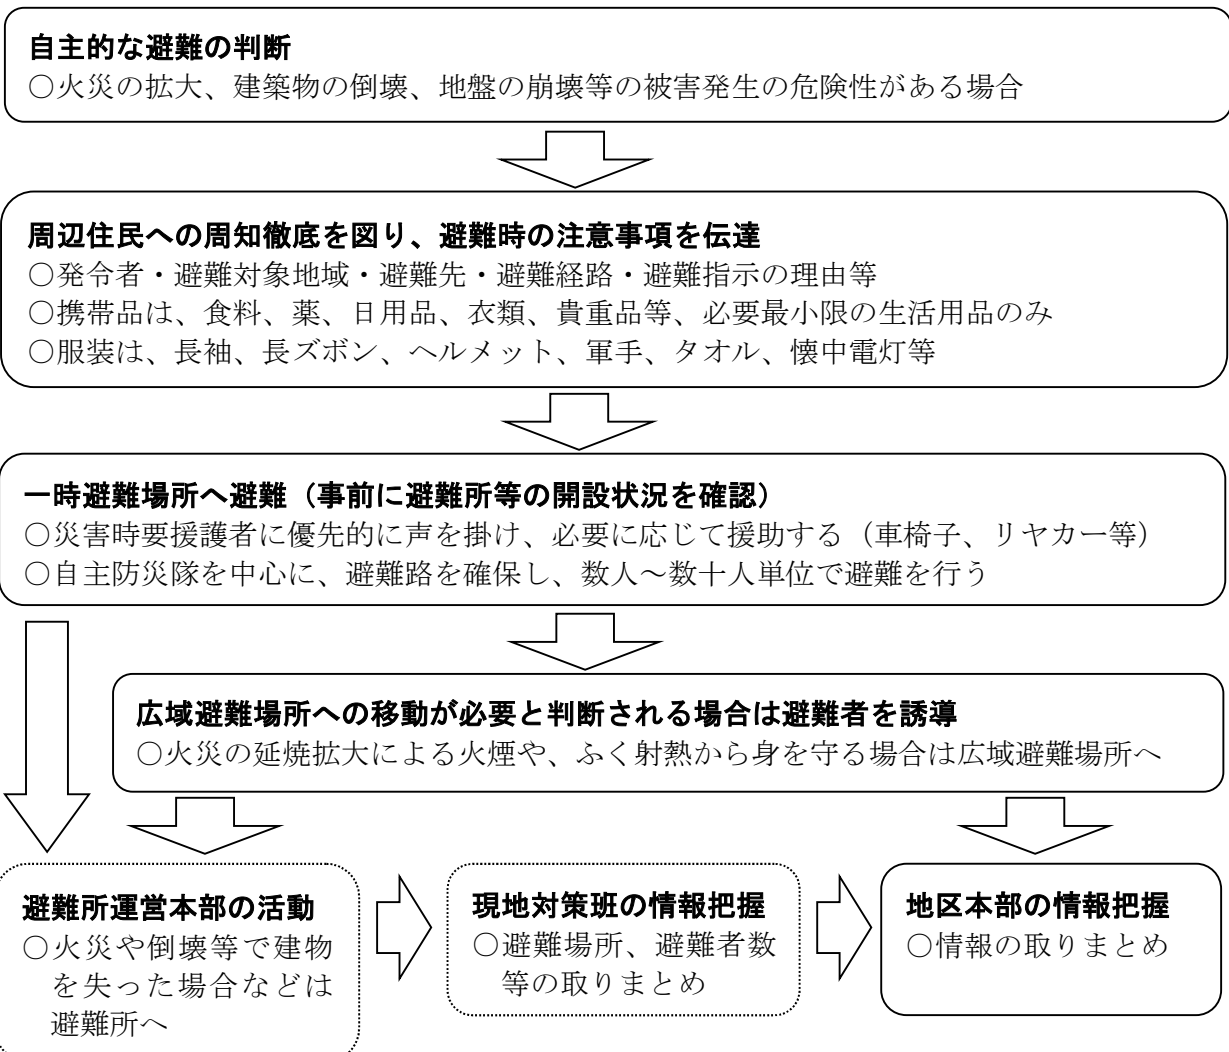 自主的な避難の判断
○火災の拡大、建築物の倒壊、地盤の崩壊等の被害発生の危険性がある場合
周辺住民への周知徹底を図り、避難時の注意事項を伝達
○発令者・避難対象地域・避難先・避難経路・避難指示の理由等
○携帯品は、食料、薬、日用品、衣類、貴重品等、必要最小限の生活用品のみ
○服装は、長袖、長ズボン、ヘルメット、軍手、タオル、懐中電灯等
一時避難場所へ避難（事前に避難所等の開設状況を確認）
○災害時要援護者に優先的に声を掛け、必要に応じて援助する（車椅子、リヤカー等）
○自主防災隊を中心に、避難路を確保し、数人～数十人単位で避難を行う
広域避難場所への移動が必要と判断される場合は避難者を誘導
○火災の延焼拡大による火煙や、ふく射熱から身を守る場合は広域避難場所へ
避難所運営本部の活動
○火災や倒壊等で建物
を失った場合などは
避難所へ
現地対策班の情報把握
○避難場所、避難者数
等の取りまとめ
地区本部の情報把握
○情報の取りまとめ